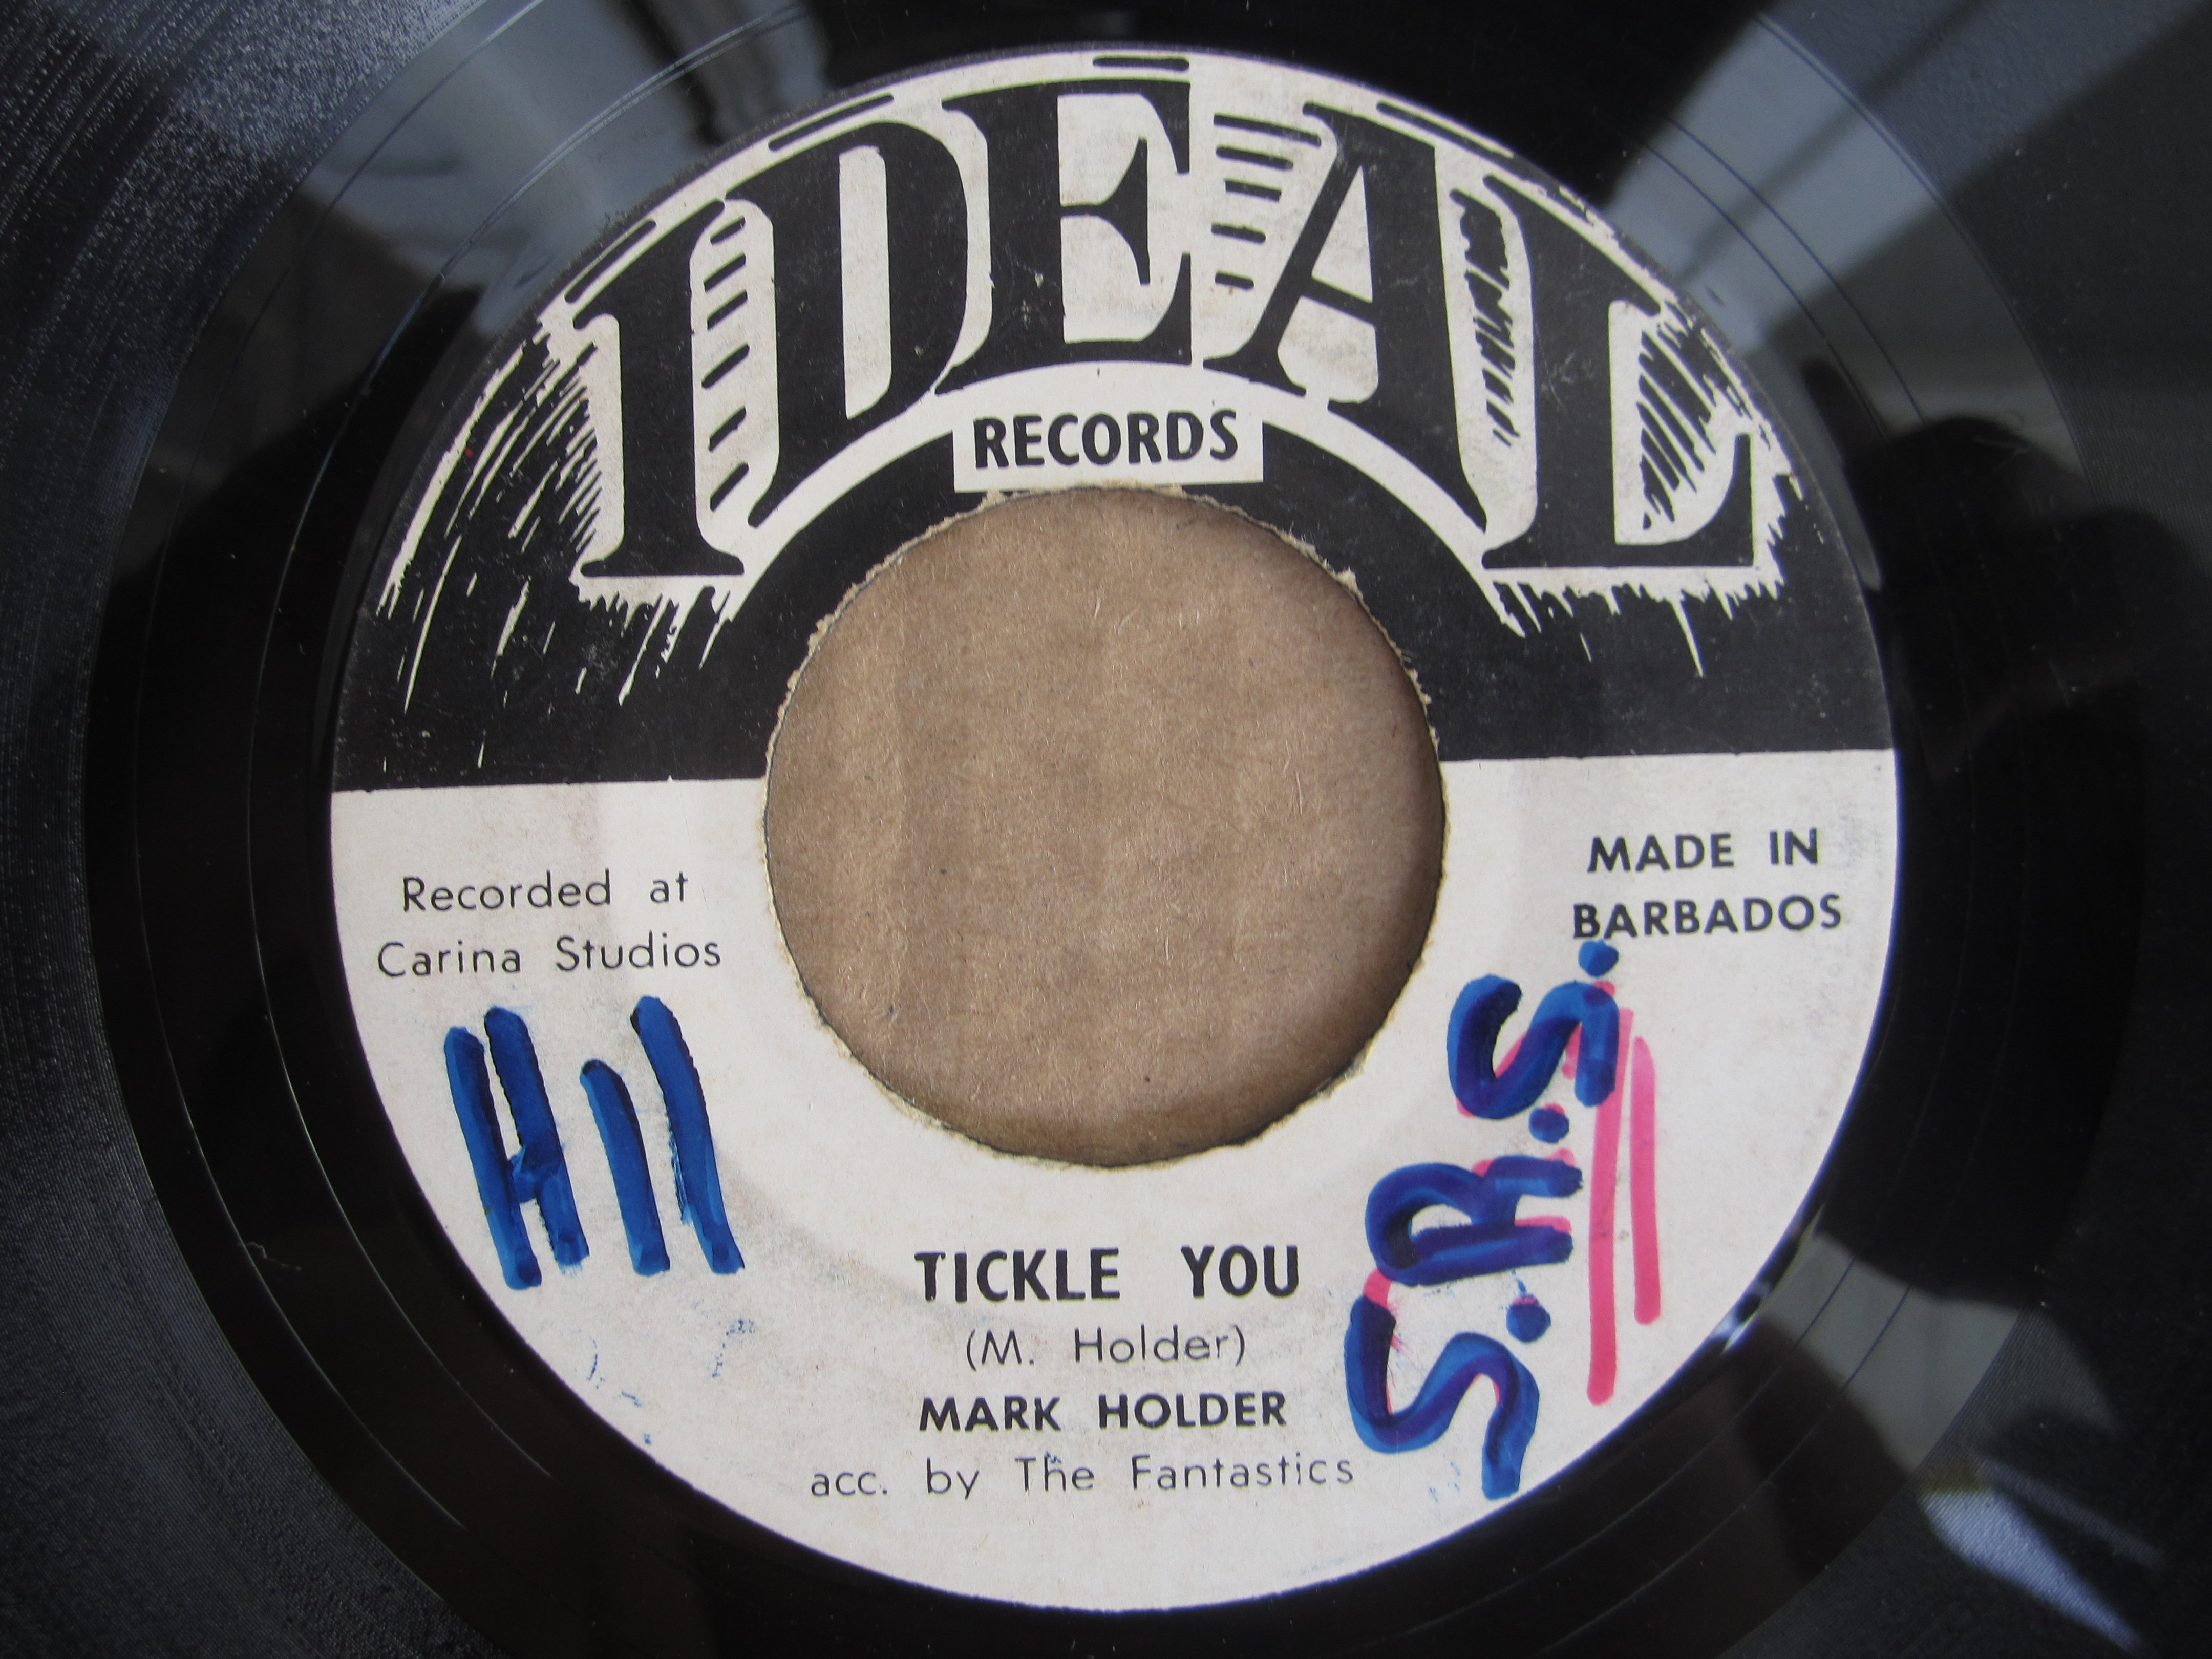 IDEAL
RECORDS
Recorded at
Carina Studios
MADE IN
BARBADOS
A11
S.R.S.
TICKLE YOU
(M. Holder)
MARK HOLDER
acc. by The Fantastics